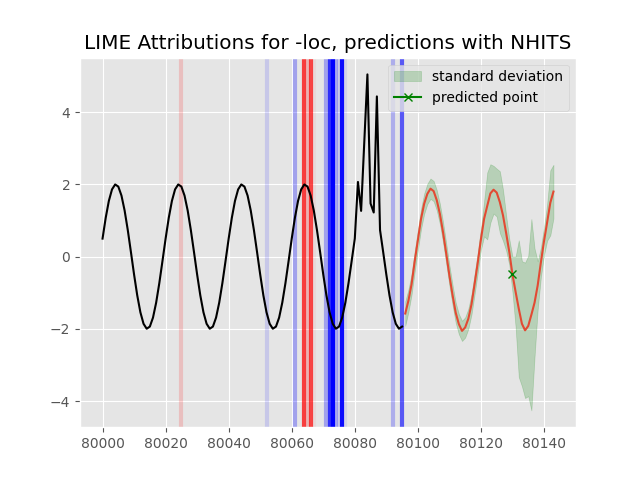 LIME Attributions for -loc, predictions with NHITS
standard deviation
predicted point
4
2
0
−2
−4
80000 80020 80040 80060 80080 80100 80120 80140